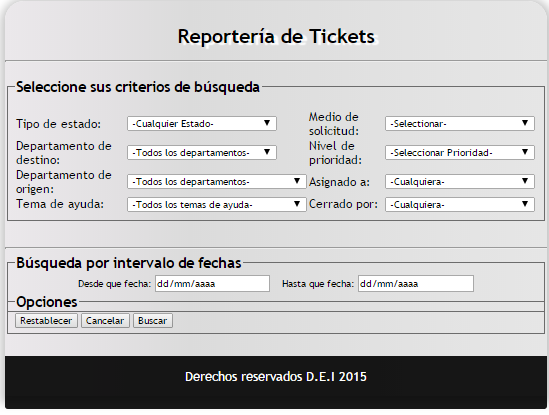 Reportería de Tickets
Seleccione sus criterios de búsqueda
Tipo de estado: -Cualquier Estado- Medio de solicitud: -Selectionar-
Departamento de destino: -Todos los departamentos- Nivel de prioridad: -Seleccionar Prioridad-
Departamento de origen: -Todos los departamentos- Asignado a: -Cualquiera-
Tema de ayuda: -Todos los temas de ayuda- Cerrado por: -Cualquiera-
Búsqueda por intervalo de fechas
Desde que fecha: dd/mm/aaaa Hasta que fecha: dd/mm/aaaa
Opciones
Restablecer Cancelar Buscar
Derechos reservados D.E.I 2015